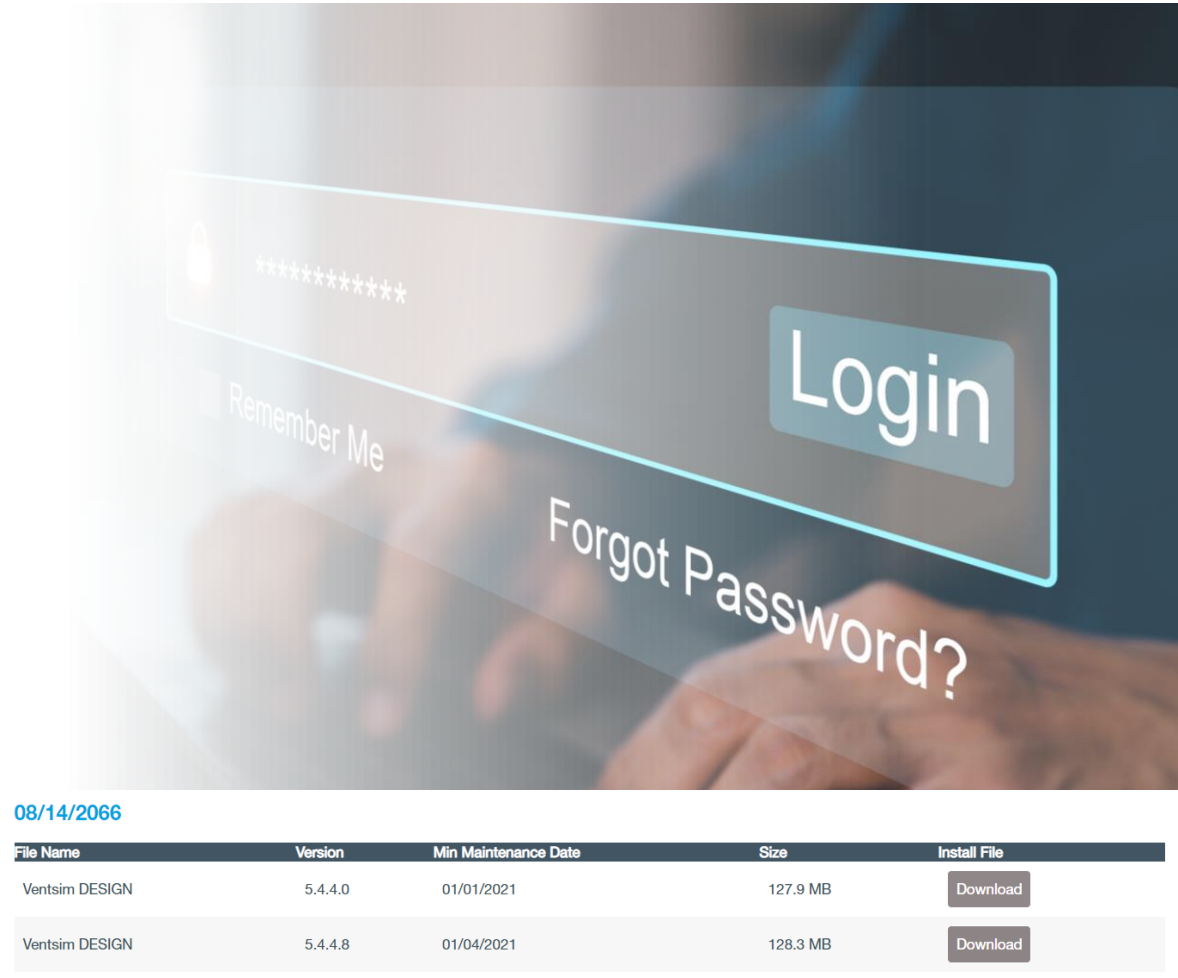 ***********
Login
Remember Me
Forgot Password?
08/14/2066
File Name Version Min Maintenance Date Size Install File
Ventsim DESIGN 5.4.4.0 01/01/2021 127.9 MB Download
Ventsim DESIGN 5.4.4.8 01/04/2021 128.3 MB Download